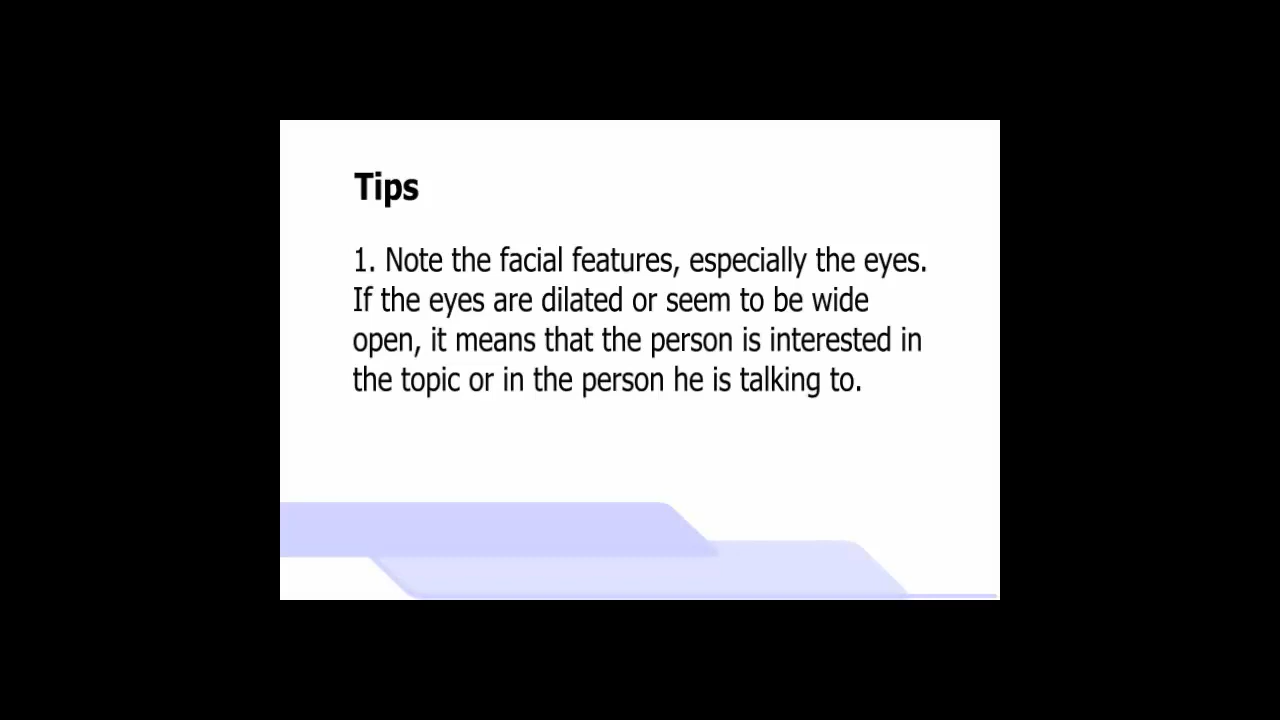 Tips
1. Note the facial features, especially the eyes.
If the eyes are dilated or seem to be wide
open, it means that the person is interested in
the topic or in the person he is talking to.